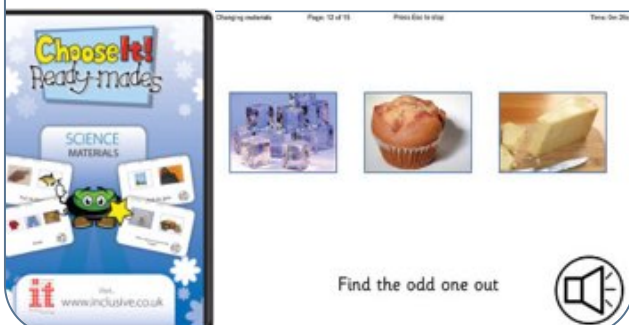 ChooseIt!
Ready-mades
SCIENCE
MATERIALS
it
www.inclusive.co.uk
Changing materials
Page: 12 of 15
Press Esc to stop
Find the odd one out